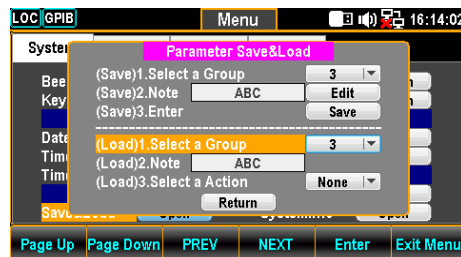 LOC GPIB Menu 16:14:02
System
Parameter Save&Load
(Save)1.Select a Group 3
(Save)2.Note ABC Edit
(Save)3.Enter Save
(Load)1.Select a Group 3
(Load)2.Note ABC
(Load)3.Select a Action None
Return
Page Up Page Down PREV NEXT Enter Exit Menu